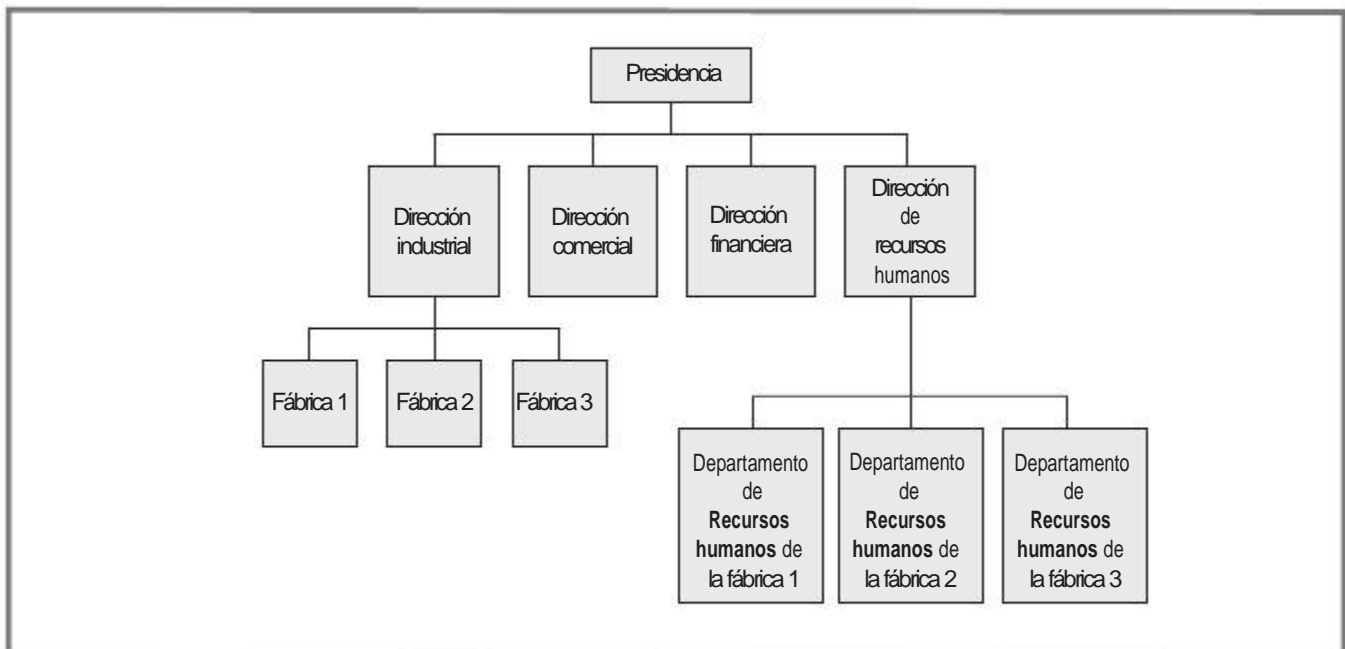 Presidencia
Dirección
industrial
Dirección
comercial
Dirección
financiera
Dirección
de
recursos
humanos
Fábrica 1
Fábrica 2
Fábrica 3
Departamento
de
Recursos
humanos de
la fábrica 1
Departamento
de
Recursos
humanos de
la fábrica 2
Departamento
de
Recursos
humanos de
la fábrica 3